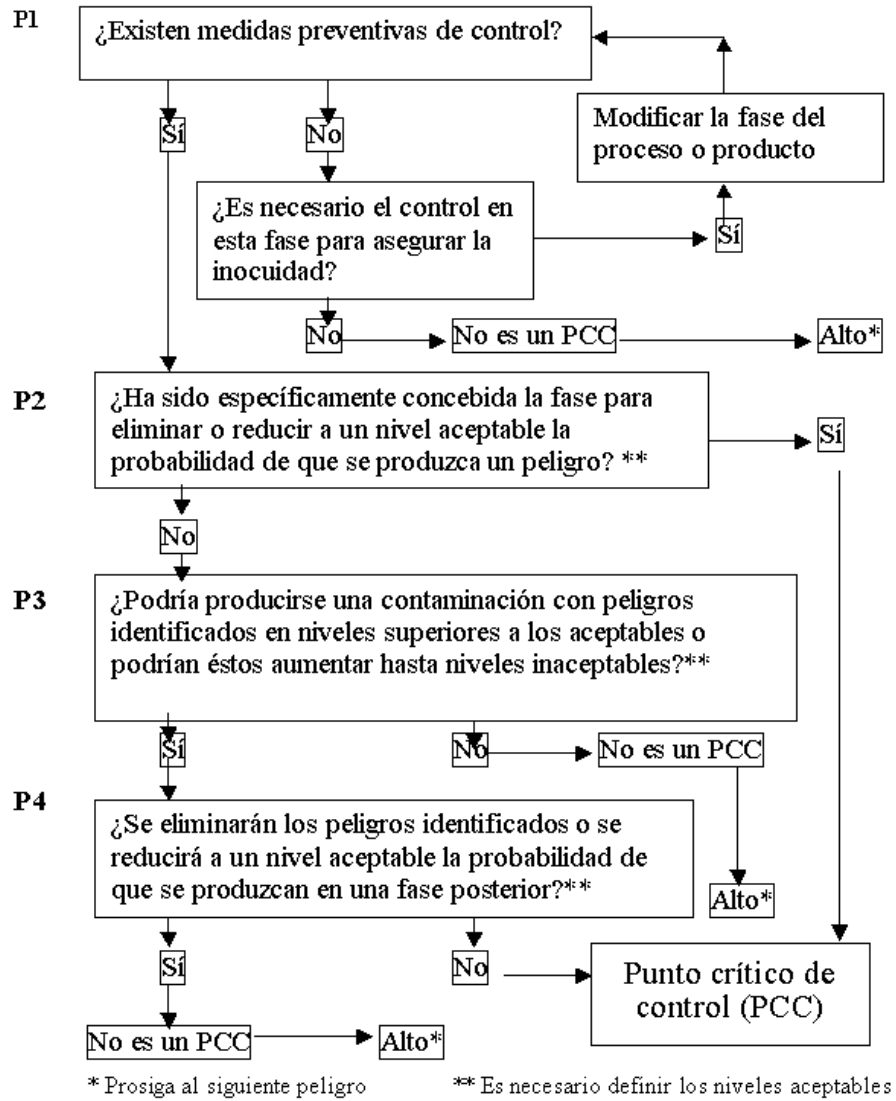 P1
¿Existen medidas preventivas de control?
Sí
No
Modificar la fase del
proceso o producto
¿Es necesario el control en
esta fase para asegurar la
inocuidad?
Sí
No
No es un PCC
Alto*
P2
¿Ha sido específicamente concebida la fase para
eliminar o reducir a un nivel aceptable la
probabilidad de que se produzca un peligro? **
Sí
No
P3
¿Podría producirse una contaminación con peligros
identificados en niveles superiores a los aceptables o
podrían éstos aumentar hasta niveles inaceptables?**
Sí
No
No es un PCC
P4
¿Se eliminarán los peligros identificados o se
reducirá a un nivel aceptable la probabilidad de
que se produzcan en una fase posterior?**
Alto*
Sí
No
Punto crítico de
control (PCC)
No es un PCC
Alto*
* Prosiga al siguiente peligro
** Es necesario definir los niveles aceptables